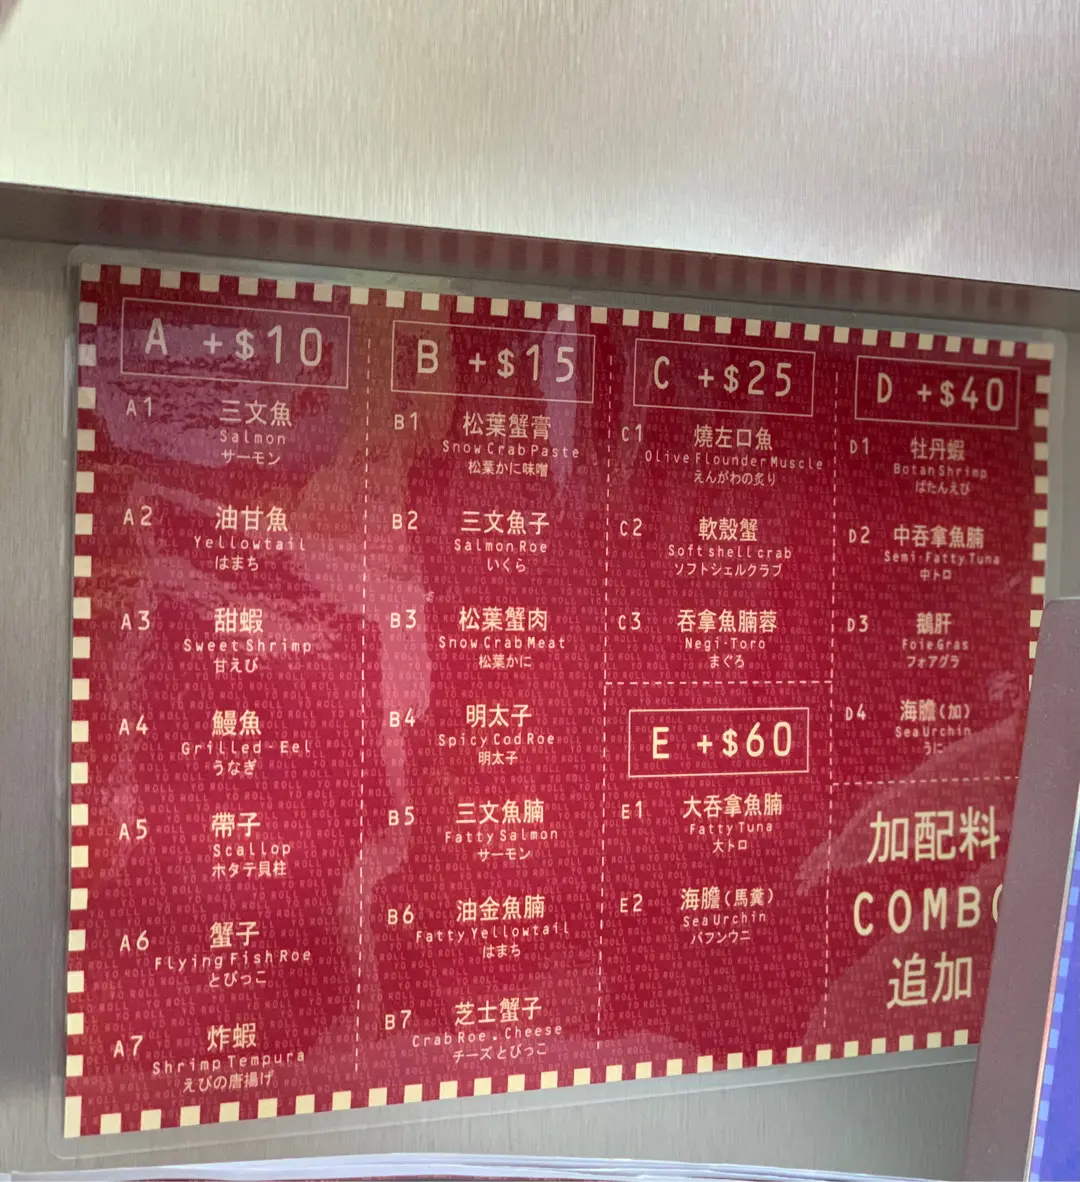 A +$10
A1 三文魚
Salmon
サーモン
A2 油甘魚
Yellowtail
はまち
A3 甜蝦
Sweet Shrimp
甘えび
A4 鰻魚
Grilled-Eel
うなぎ
A5 帶子
Scallop
ホタテ貝柱
A6 蟹子
Flying Fish Roe
とびっこ
A7 炸蝦
Shrimp Tempura
えびの唐揚げ
B +$15
B1 松葉蟹膏
Snow Crab Paste
松葉かに味噌
B2 三文魚子
Salmon Roe
いくら
B3 松葉蟹肉
Snow Crab Meat
松葉かに
B4 明太子
Spicy Cod Roe
明太子
B5 三文魚腩
Fatty Salmon
サーモン
B6 油金魚腩
Fatty Yellowtail
はまち
B7 芝士蟹子
Crab Roe. Cheese
チーズとびっこ
C +$25
C1 燒左口魚
Olive Flounder Muscle
えんがわの炙り
C2 軟殼蟹
Soft shell crab
ソフトシェルクラブ
C3 吞拿魚腩蓉
Negi-Toro
まぐろ
E +$60
E1 大吞拿魚腩
Fatty Tuna
大トロ
E2 海膽(馬糞)
Sea Urchin
バフンウニ
D +$40
D1 牡丹蝦
Botan Shrimp
ぼたんえび
D2 中吞拿魚腩
Semi-Fatty Tuna
中トロ
D3 鵝肝
Foie Gras
フォアグラ
D4 海膽(加)
Sea Urchin
うに
加配料
COMBO
追加